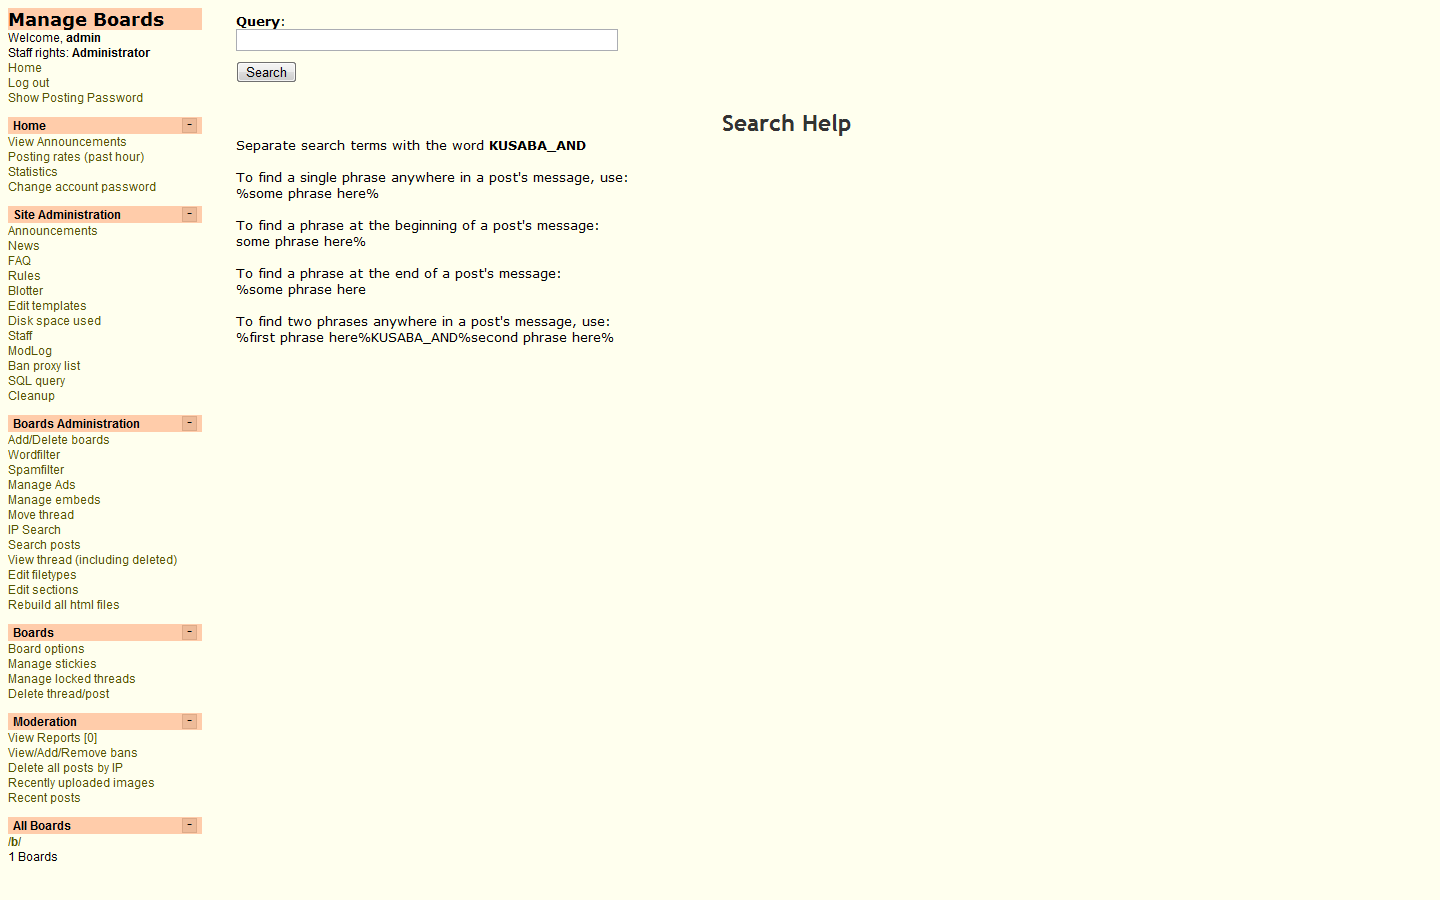 Manage Boards
Welcome, admin
Staff rights: Administrator
Home
Log out
Show Posting Password
Home -
View Announcements
Posting rates (past hour)
Statistics
Change account password
Site Administration -
Announcements
News
FAQ
Rules
Blotter
Edit templates
Disk space used
Staff
ModLog
Ban proxy list
SQL query
Cleanup
Boards Administration -
Add/Delete boards
Wordfilter
Spamfilter
Manage Ads
Manage embeds
Move thread
IP Search
Search posts
View thread (including deleted)
Edit filetypes
Edit sections
Rebuild all html files
Boards -
Board options
Manage stickies
Manage locked threads
Delete thread/post
Moderation -
View Reports [0]
View/Add/Remove bans
Delete all posts by IP
Recently uploaded images
Recent posts
All Boards -
/b/
1 Boards
Query:
Search
Search Help
Separate search terms with the word KUSABA_AND
To find a single phrase anywhere in a post's message, use:
%some phrase here%
To find a phrase at the beginning of a post's message:
some phrase here%
To find a phrase at the end of a post's message:
%some phrase here
To find two phrases anywhere in a post's message, use:
%first phrase here%KUSABA_AND%second phrase here%